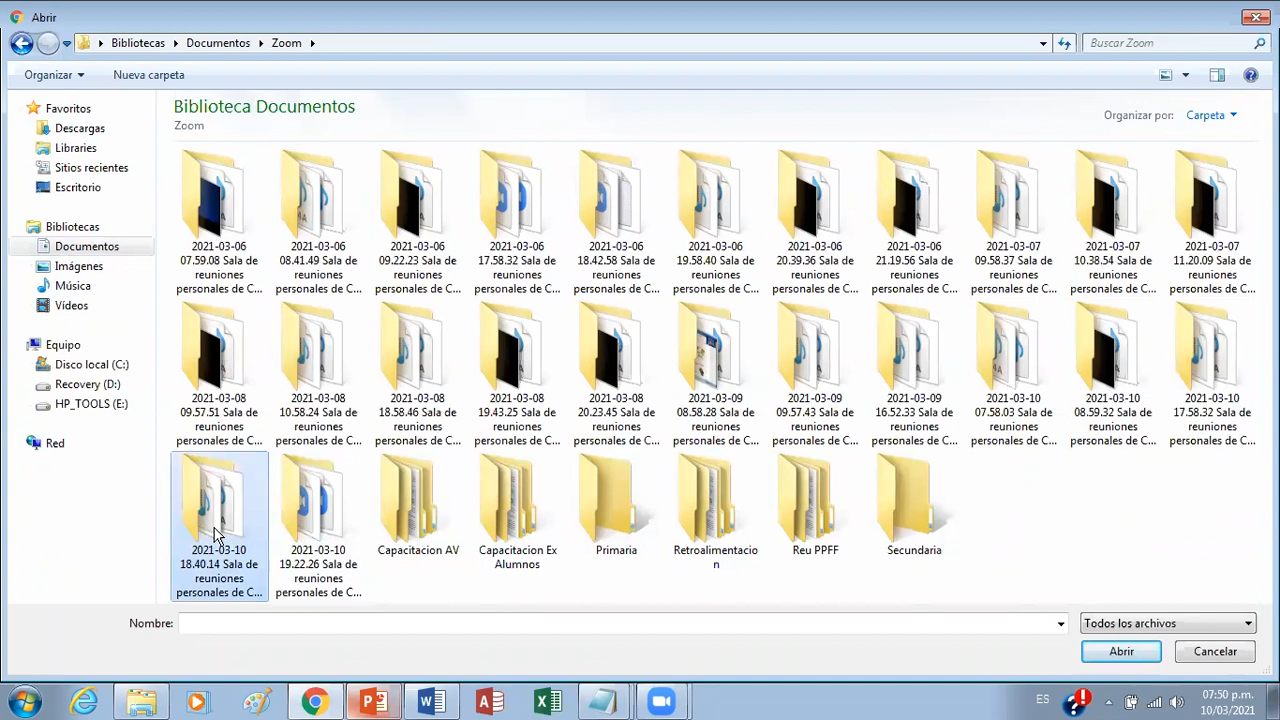 Abrir
Bibliotecas Documentos Zoom
Buscar Zoom
Organizar
Nueva carpeta
Favoritos
Descargas
Libraries
Sitios recientes
Escritorio
Bibliotecas
Documentos
Imágenes
Música
Vídeos
Equipo
Disco local (C:)
Recovery (D:)
HP_TOOLS (E:)
Red
Biblioteca Documentos
Zoom
Organizar por: Carpeta
2021-03-06
07.59.08 Sala de
reuniones
personales de C...
2021-03-06
08.41.49 Sala de
reuniones
personales de C...
2021-03-06
09.22.23 Sala de
reuniones
personales de C...
2021-03-06
17.58.32 Sala de
reuniones
personales de C...
2021-03-06
18.42.58 Sala de
reuniones
personales de C...
2021-03-06
19.58.40 Sala de
reuniones
personales de C...
2021-03-06
20.39.36 Sala de
reuniones
personales de C...
2021-03-06
21.19.56 Sala de
reuniones
personales de C...
2021-03-07
09.58.37 Sala de
reuniones
personales de C...
2021-03-07
10.38.54 Sala de
reuniones
personales de C...
2021-03-07
11.20.09 Sala de
reuniones
personales de C...
2021-03-08
09.57.51 Sala de
reuniones
personales de C...
2021-03-08
10.58.24 Sala de
reuniones
personales de C...
2021-03-08
18.58.46 Sala de
reuniones
personales de C...
2021-03-08
19.43.25 Sala de
reuniones
personales de C...
2021-03-08
20.23.45 Sala de
reuniones
personales de C...
2021-03-09
08.58.28 Sala de
reuniones
personales de C...
2021-03-09
09.57.43 Sala de
reuniones
personales de C...
2021-03-09
16.52.33 Sala de
reuniones
personales de C...
2021-03-10
07.58.03 Sala de
reuniones
personales de C...
2021-03-10
08.59.32 Sala de
reuniones
personales de C...
2021-03-10
17.58.32 Sala de
reuniones
personales de C...
2021-03-10
18.40.14 Sala de
reuniones
personales de C...
2021-03-10
19.22.26 Sala de
reuniones
personales de C...
Capacitacion AV
Capacitacion Ex
Alumnos
Primaria
Retroalimentacio
n
Reu PPFF
Secundaria
Nombre:
Todos los archivos
Abrir
Cancelar
ES
07:50 p.m.
10/03/2021